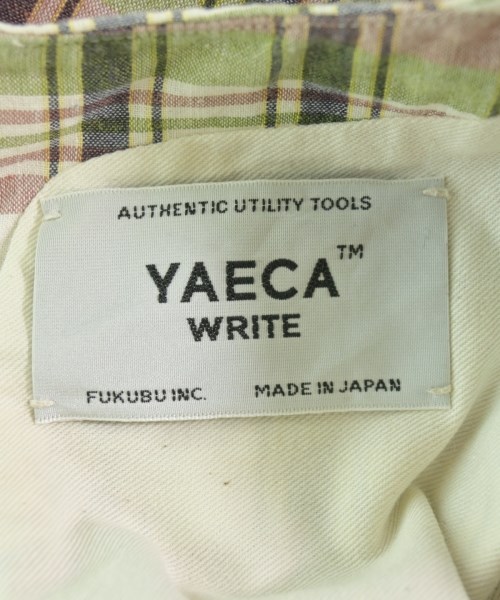 AUTHENTIC UTILITY TOOLS
YAECA™
WRITE
FUKUBU INC. MADE IN JAPAN